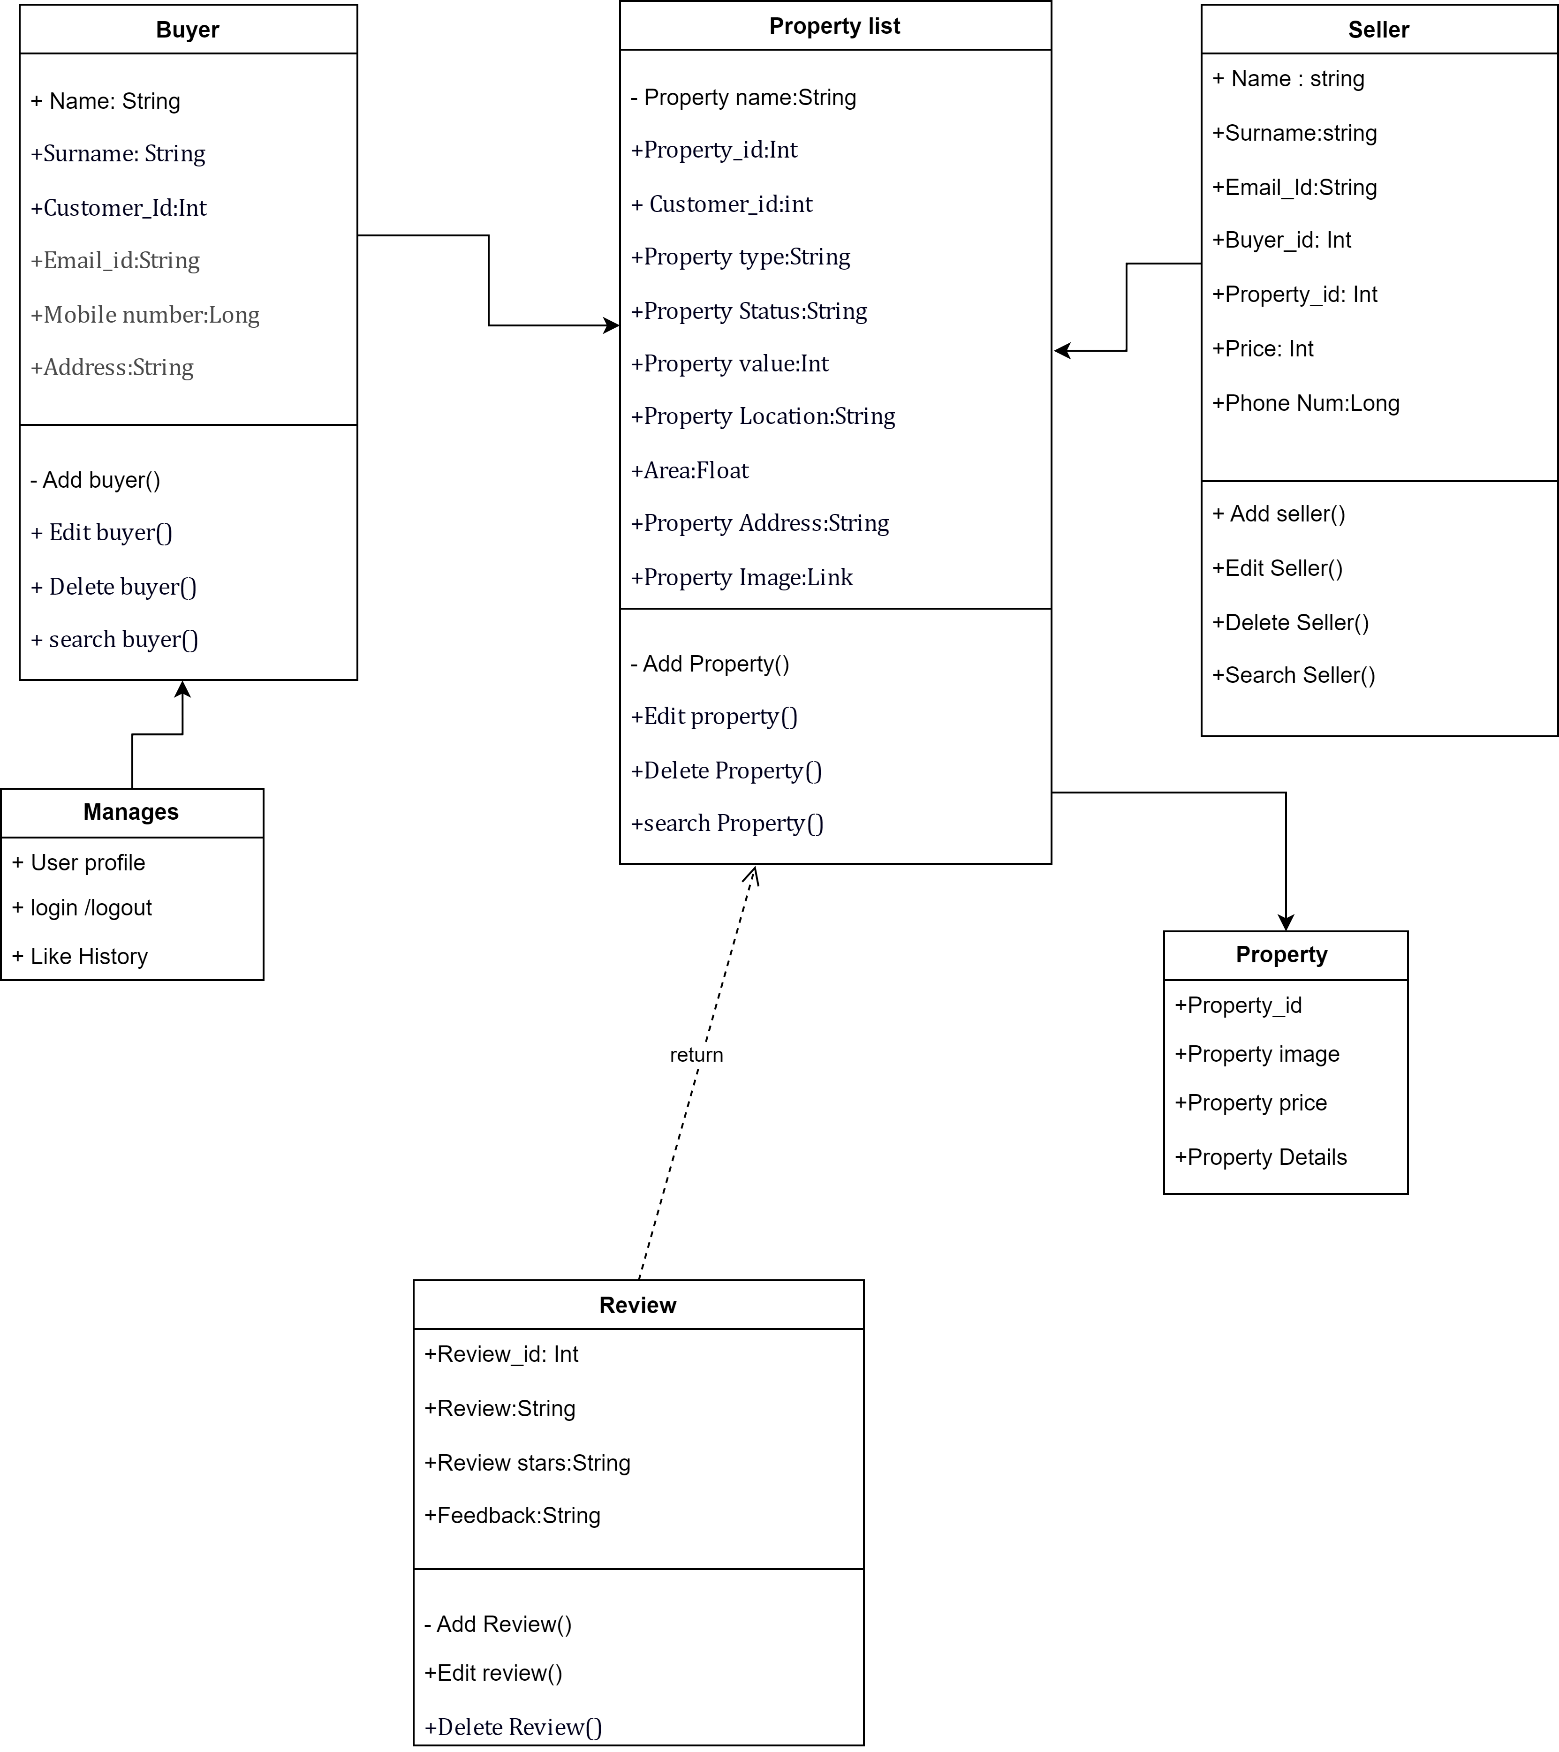 Buyer
+ Name: String
+Surname: String
+Customer_Id:Int
+Email_id:String
+Mobile number:Long
+Address:String
- Add buyer()
+ Edit buyer()
+ Delete buyer()
+ search buyer()
Property list
- Property name:String
+Property_id:Int
+ Customer_id:int
+Property type:String
+Property Status:String
+Property value:Int
+Property Location:String
+Area:Float
+Property Address:String
+Property Image:Link
- Add Property()
+Edit property()
+Delete Property()
+search Property()
Seller
+ Name : string
+Surname:string
+Email_Id:String
+Buyer_id: Int
+Property_id: Int
+Price: Int
+Phone Num:Long
+ Add seller()
+Edit Seller()
+Delete Seller()
+Search Seller()
Manages
+ User profile
+ login /logout
+ Like History
Property
+Property_id
+Property image
+Property price
+Property Details
return
Review
+Review_id: Int
+Review:String
+Review stars:String
+Feedback:String
- Add Review()
+Edit review()
+Delete Review()